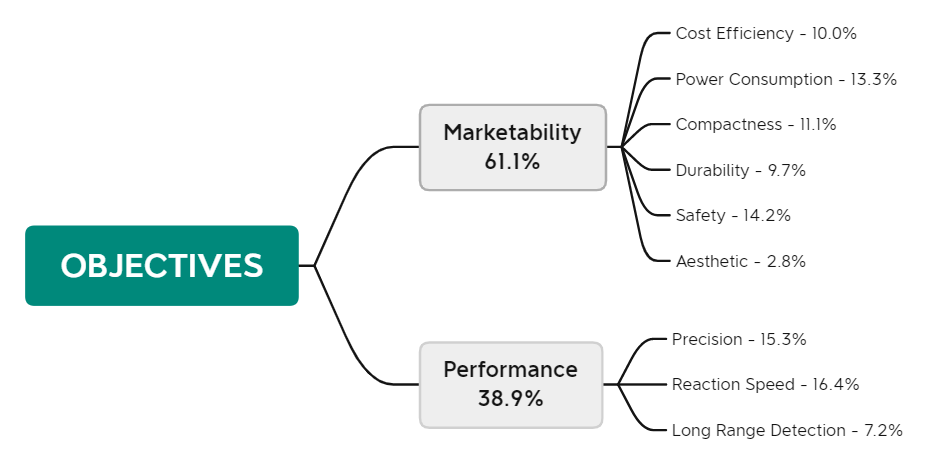 OBJECTIVES
Marketability
61.1%
Cost Efficiency - 10.0%
Power Consumption - 13.3%
Compactness - 11.1%
Durability - 9.7%
Safety - 14.2%
Aesthetic - 2.8%
Performance
38.9%
Precision - 15.3%
Reaction Speed - 16.4%
Long Range Detection - 7.2%